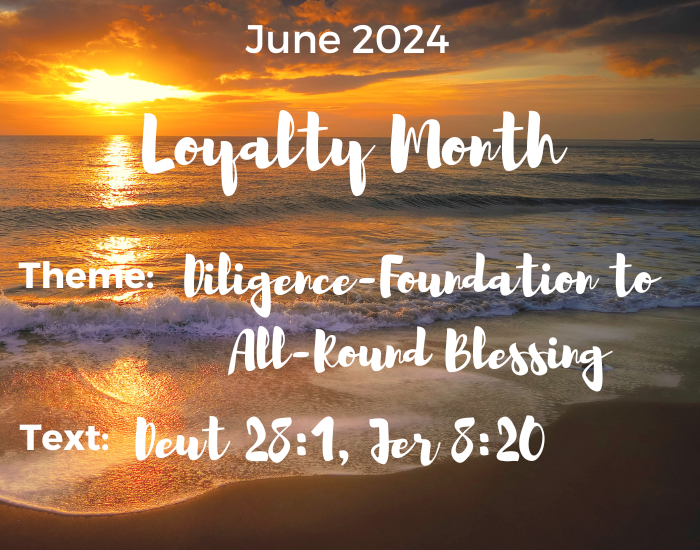 June 2024
Loyalty Month
Theme: Diligence-Foundation to
All-Round Blessing
Text: Deut 28:1, Jer 8:20